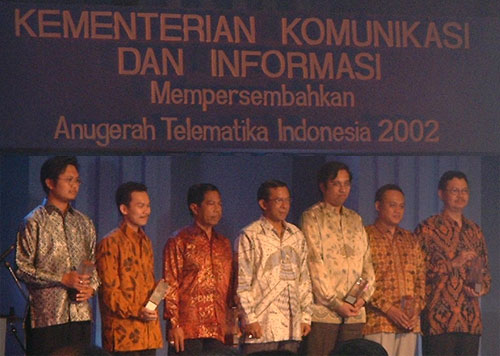 KEMENTERIAN KOMUNIKASI
DAN INFORMASI
Mempersembahkan
Anugerah Telematika Indonesia 2002